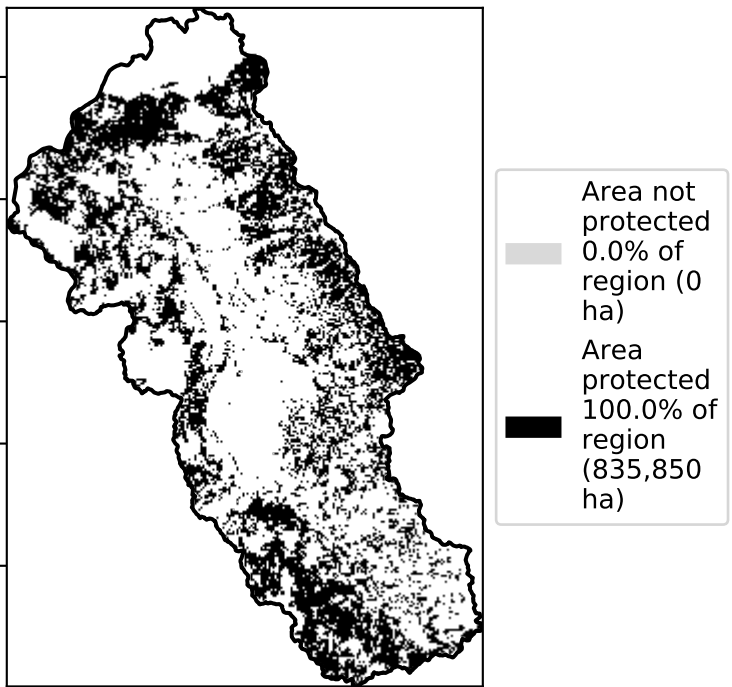 Area not
protected
0.0% of
region (0
ha)
Area
protected
100.0% of
region
(835,850
ha)